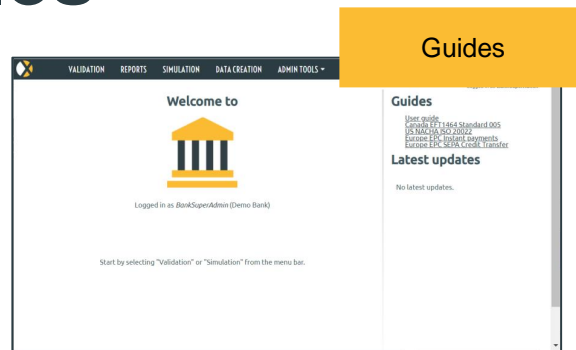 Guides
VALIDATION REPORTS SIMULATION DATA CREATION ADMIN TOOLS
Welcome to
Logged in as BankSuperAdmin (Demo Bank)
Start by selecting "Validation" or "Simulation" from the menu bar.
Guides
User guide
Canada EFT1464 Standard 005
US NACHA ISO 20022
Europe EPC Instant payments
Europe EPC SEPA Credit Transfer
Latest updates
No latest updates.